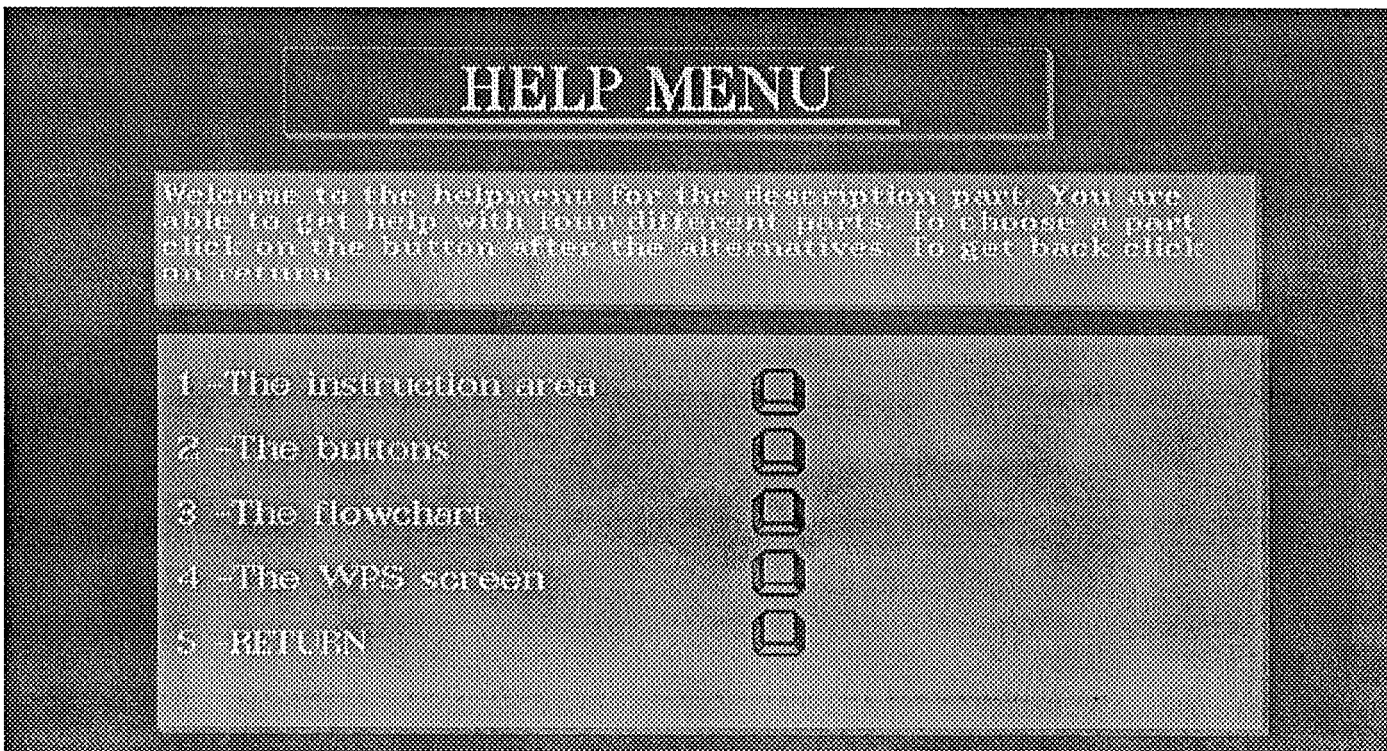 HELP MENU
Welcome to the helpmenu for the description part. You are
able to get help with four different parts. To choose a part
click on the button after the alternatives. To get back click
on return.
1 -The instruction area
2 -The buttons
3 -The flowchart
4 -The WPS screen
5 -RETURN